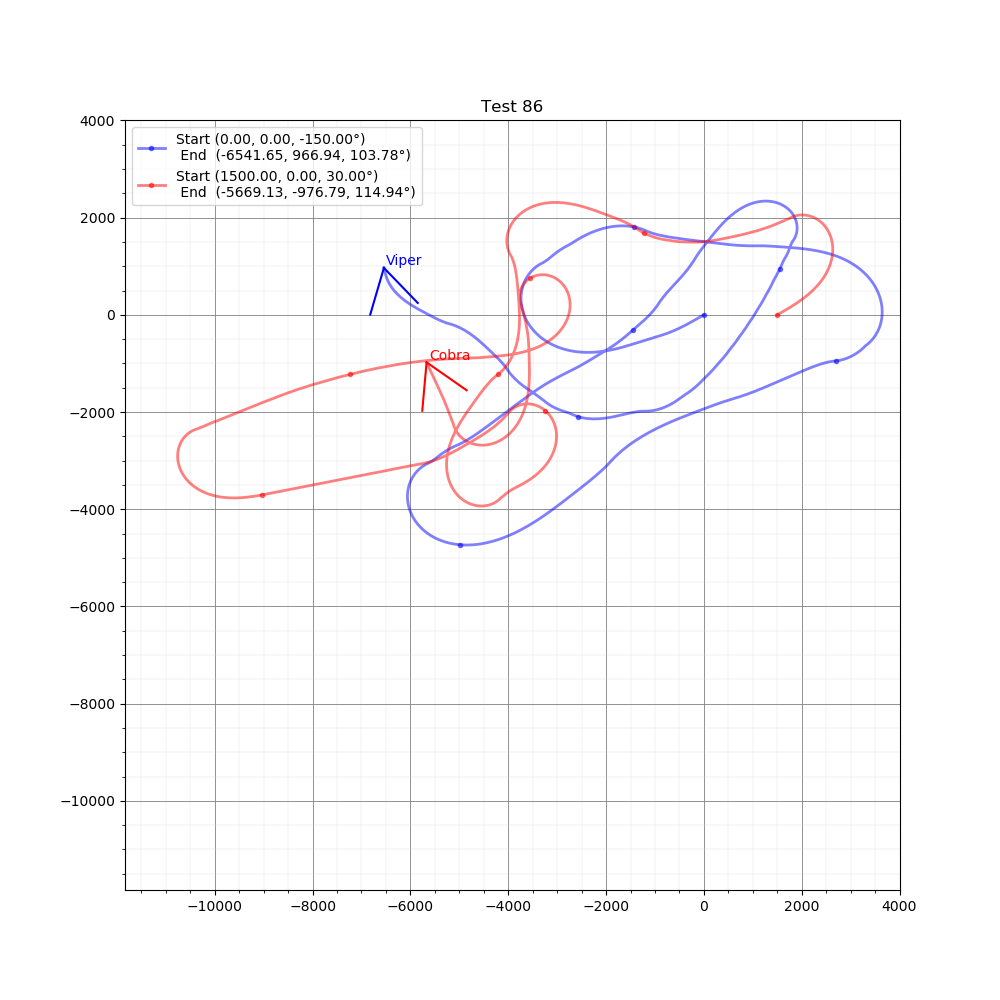 Test 86
Start (0.00, 0.00, -150.00°)
End (-6541.65, 966.94, 103.78°)
Start (1500.00, 0.00, 30.00°)
End (-5669.13, -976.79, 114.94°)
4000
2000
0
−2000
−4000
−6000
−8000
−10000
Viper
Cobra
−10000
−8000
−6000
−4000
−2000
0
2000
4000